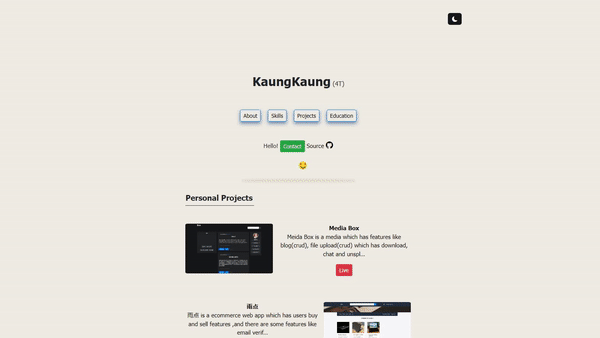 KaungKaung (4T)
About Skills Projects Education
Hello! Contact Source
Personal Projects
Media Box
Meida Box is a media which has features like
blog(crud), file upload(crud) which has download,
chat and unspl...
Live
雨点
雨点 is a ecommerce web app which has users buy
and sell features ,and there are some features like
email verif...